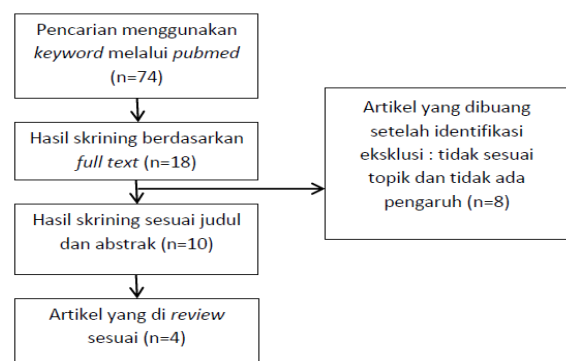 Pencarian menggunakan
keyword melalui pubmed
(n=74)
Hasil skrining berdasarkan
full text (n=18)
Artikel yang dibuang
setelah identifikasi
eksklusi : tidak sesuai
topik dan tidak ada
pengaruh (n=8)
Hasil skrining sesuai judul
dan abstrak (n=10)
Artikel yang di review
sesuai (n=4)